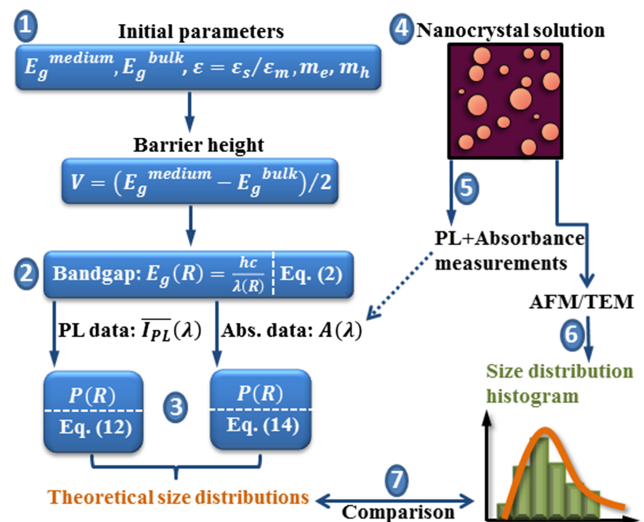 1
Initial parameters
E_g^medium, E_g^bulk, ε = ε_s/ε_m, m_e, m_h
Barrier height
V = (E_g^medium − E_g^bulk)/2
2
Bandgap: E_g(R) = hc/λ(R) Eq. (2)
PL data: I_PL(λ)
Abs. data: A(λ)
P(R)
Eq. (12)
3
P(R)
Eq. (14)
Theoretical size distributions
4
Nanocrystal solution
5
PL+Absorbance
measurements
AFM/TEM
6
Size distribution
histogram
7
Comparison